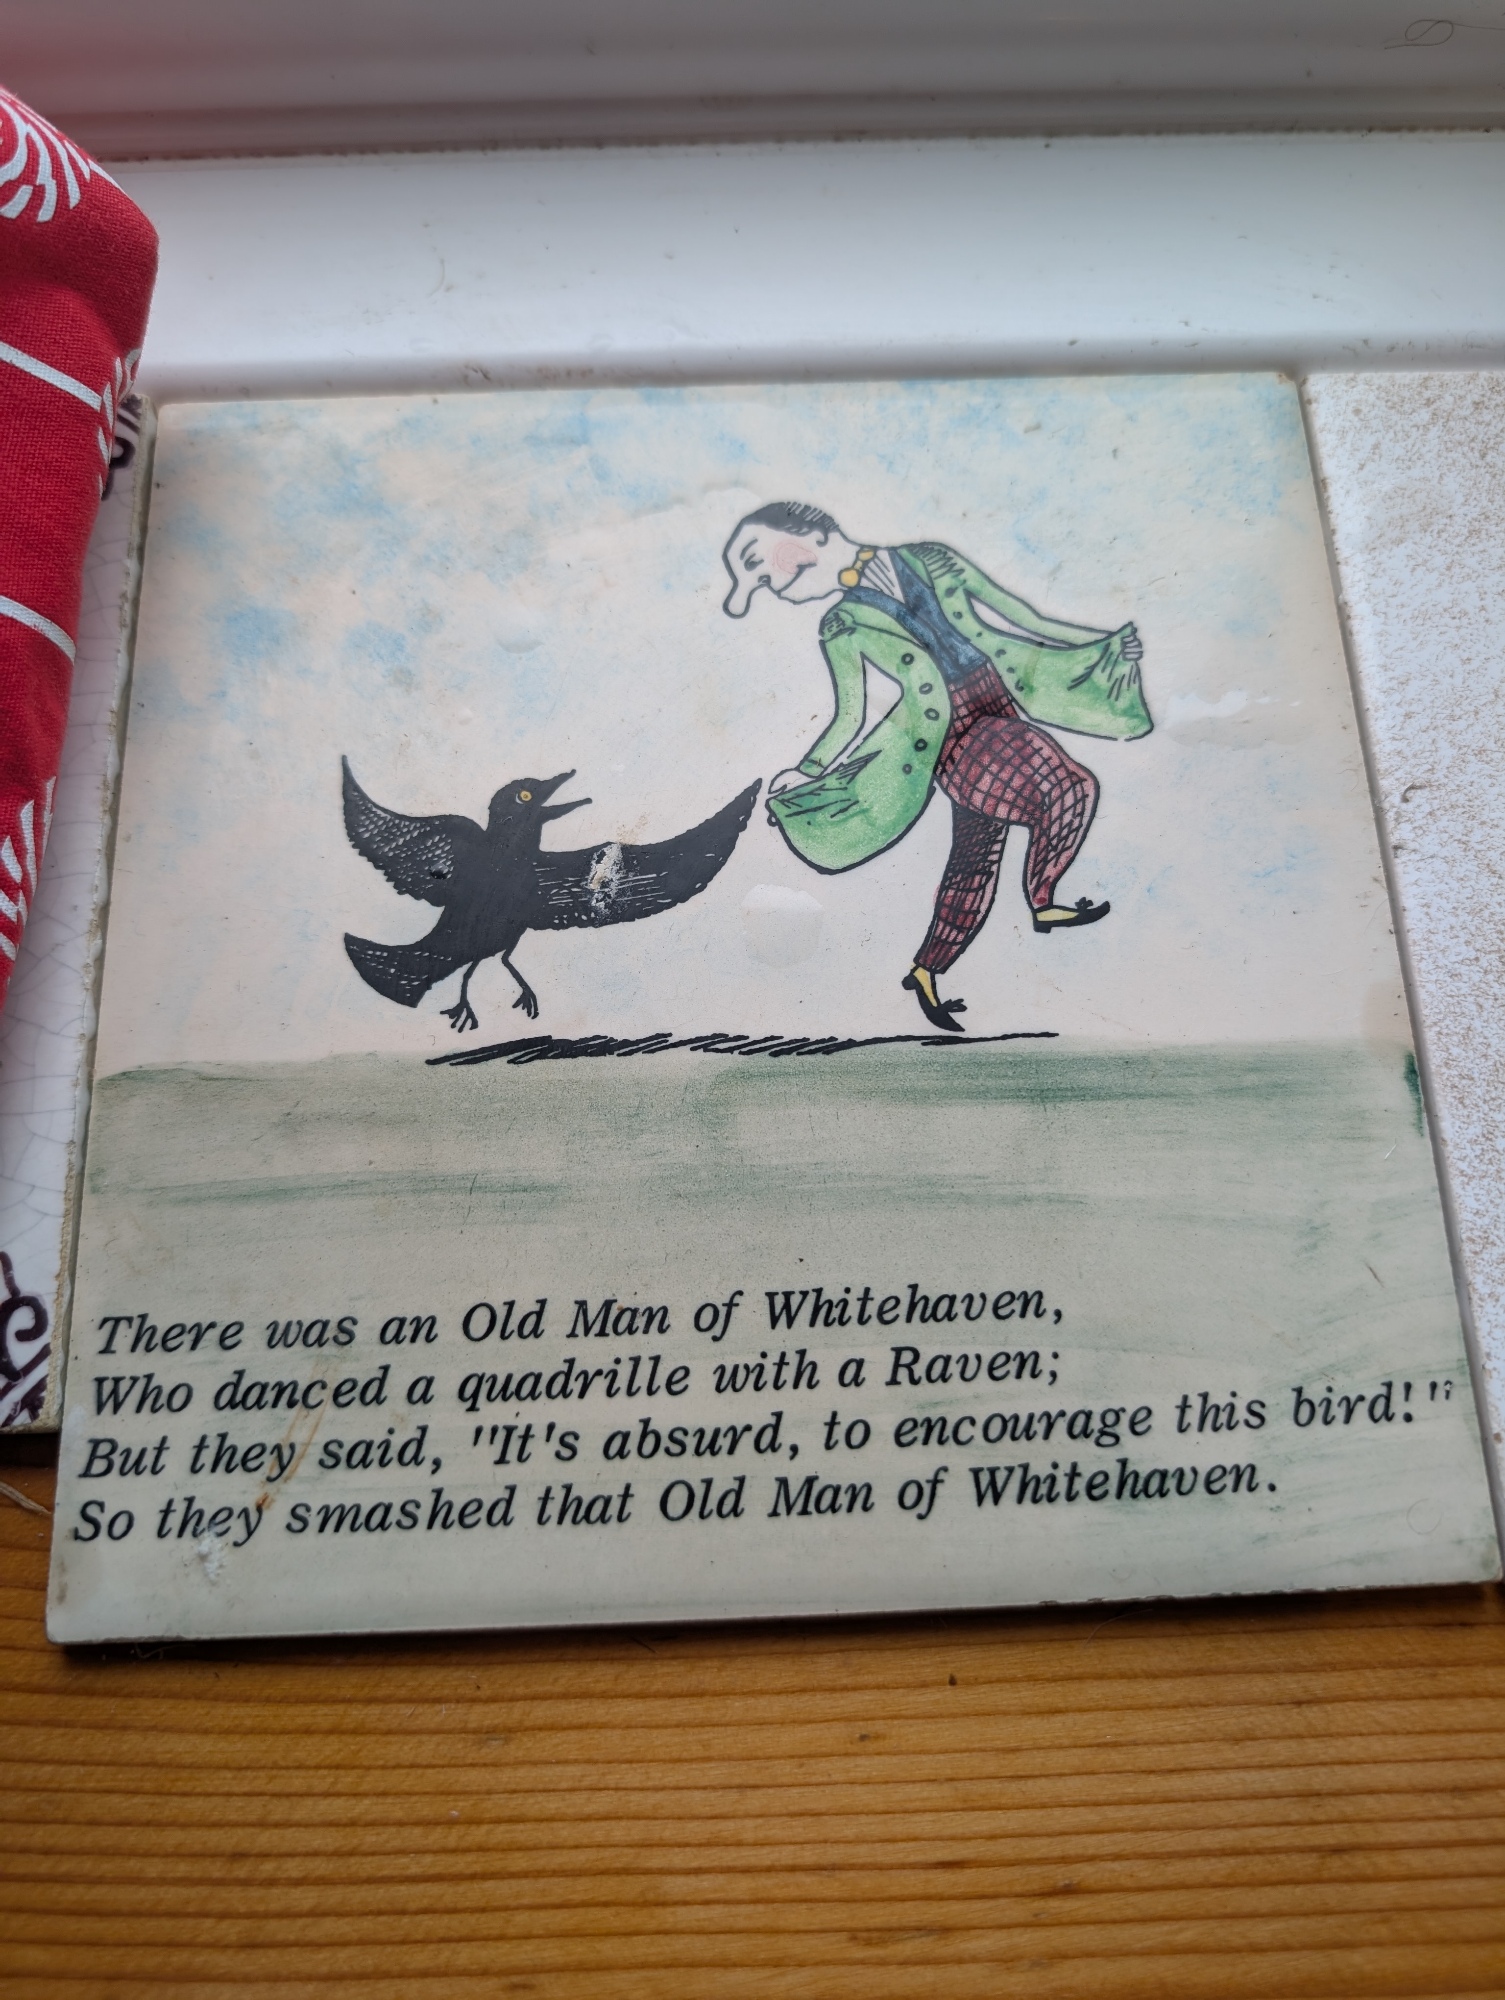 There was an Old Man of Whitehaven,
Who danced a quadrille with a Raven;
But they said, "It's absurd, to encourage this bird!";
So they smashed that Old Man of Whitehaven.